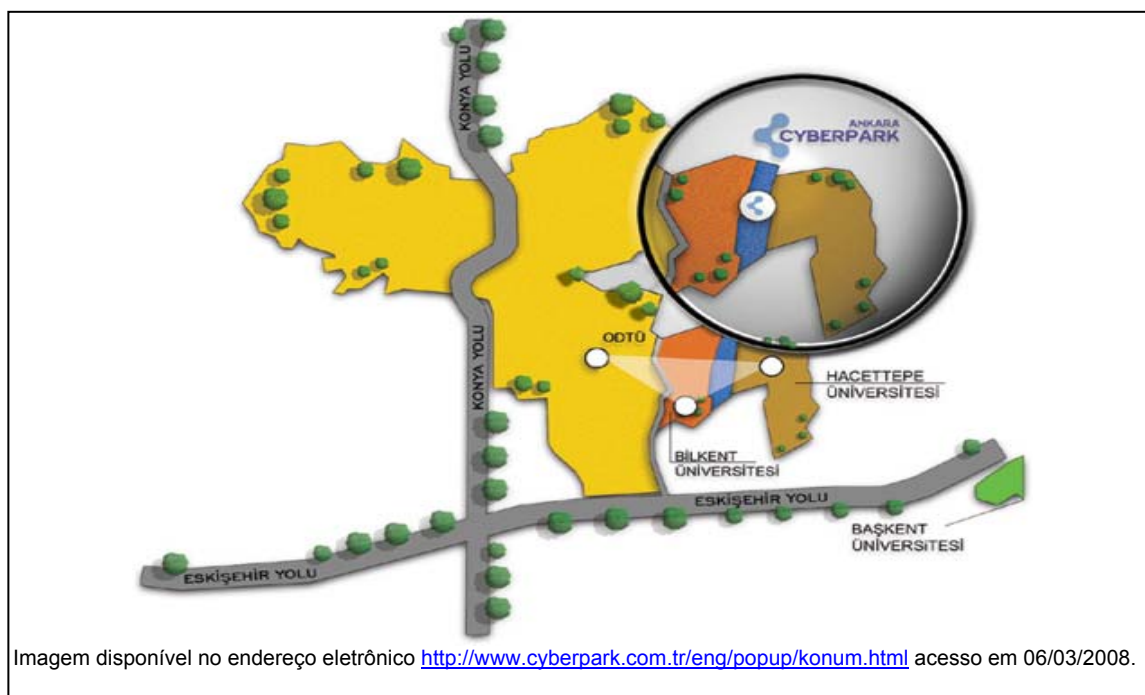 KONYA YOLU
ANKARA
CYBERPARK
ODTÜ
KONYA YOLU
HACETTEPE
ÜNİVERSİTESİ
BİLKENT
ÜNİVERSİTESİ
ESKİŞEHİR YOLU
BAŞKENT
ÜNİVERSİTESİ
ESKİŞEHİR YOLU
Imagem disponível no endereço eletrônico http://www.cyberpark.com.tr/eng/popup/konum.html acesso em 06/03/2008.